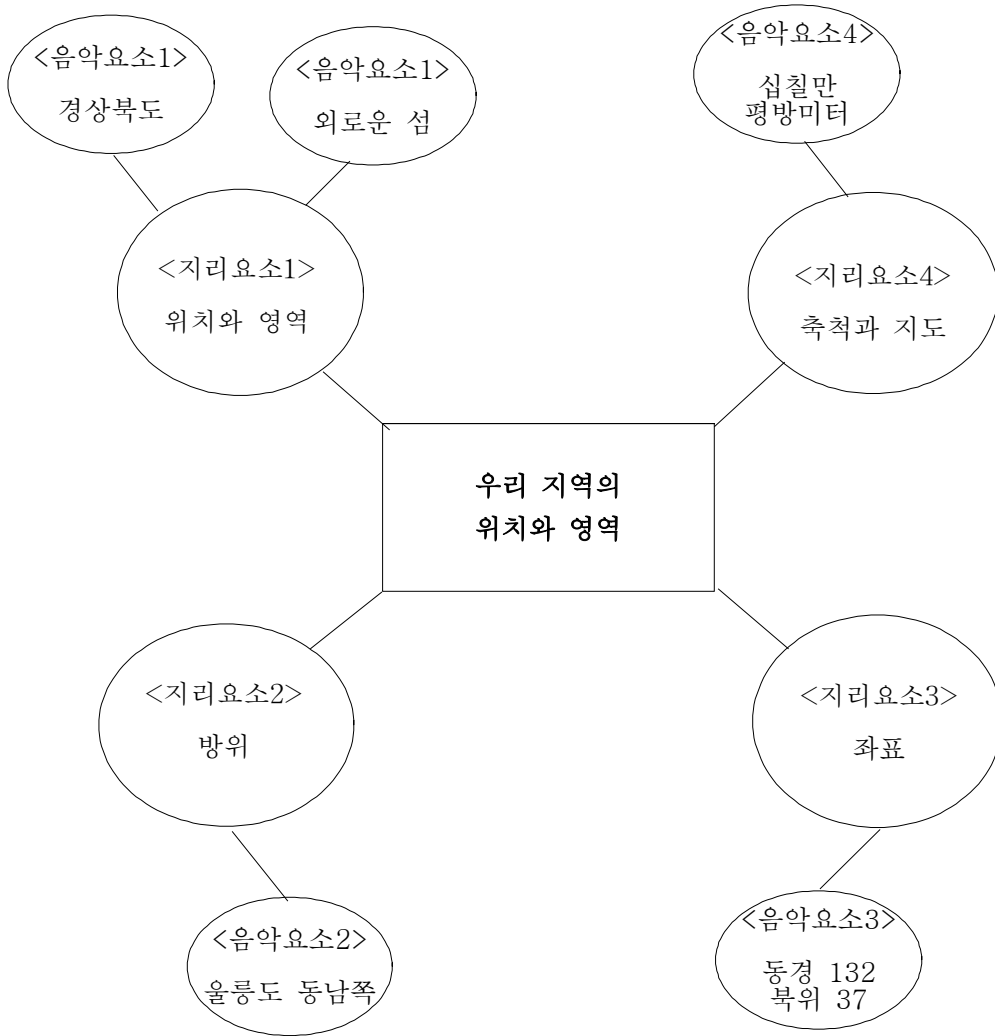 <음악요소1>
경상북도
<음악요소1>
외로운 섬
<음악요소4>
십칠만
평방미터
<지리요소1>
위치와 영역
<지리요소4>
축척과 지도
우리 지역의
위치와 영역
<지리요소2>
방위
<지리요소3>
좌표
<음악요소2>
울릉도 동남쪽
<음악요소3>
동경 132
북위 37